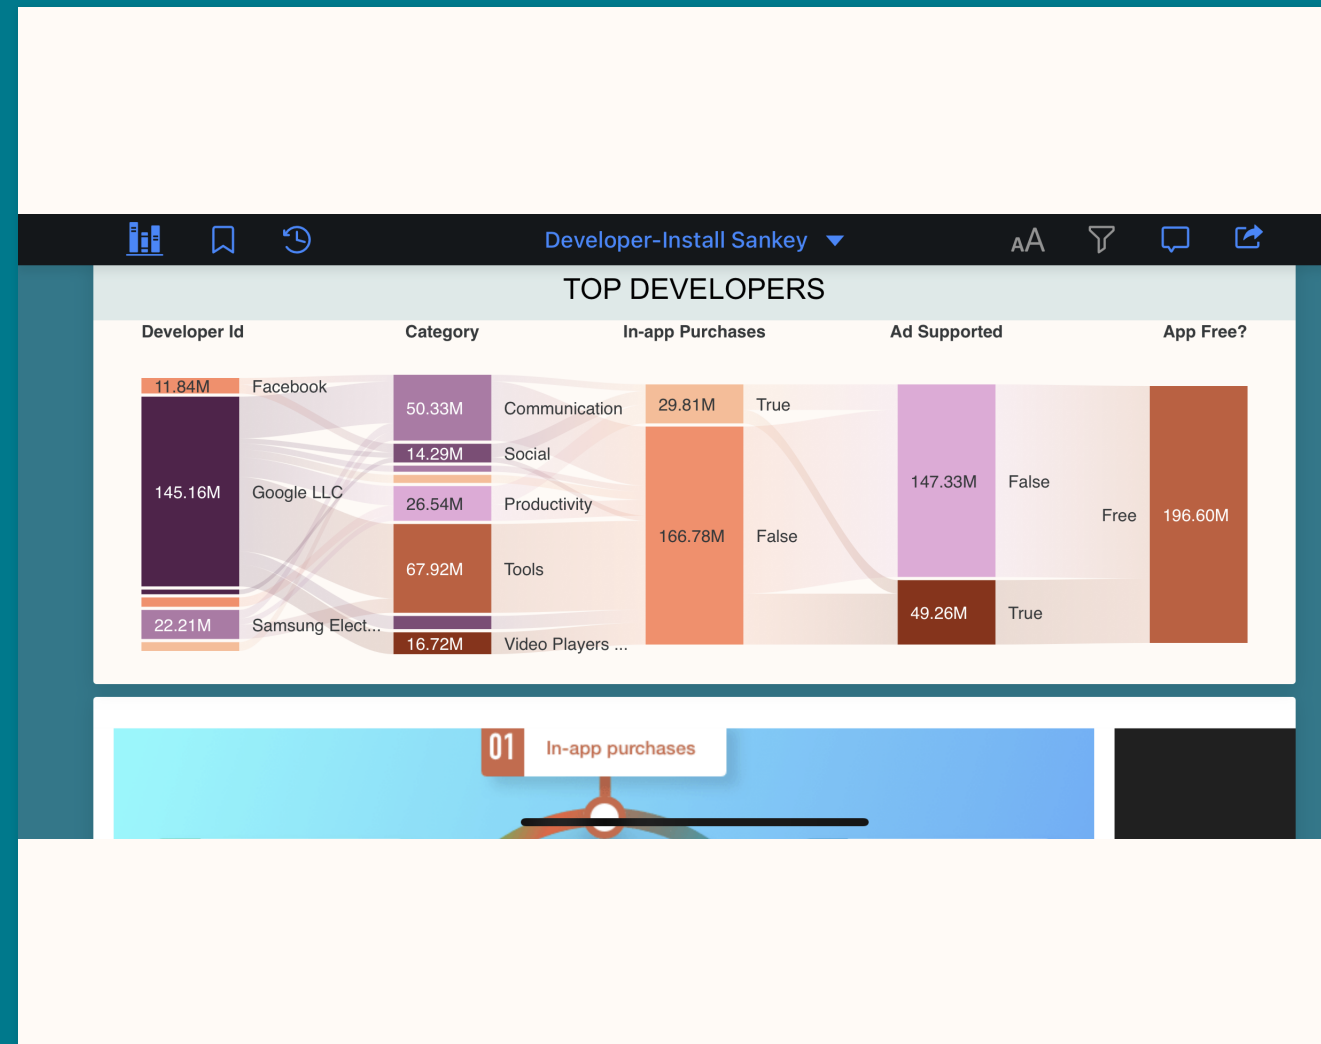 Developer-Install Sankey
AA
TOP DEVELOPERS
Developer Id
Category
In-app Purchases
Ad Supported
App Free?
11.84M
Facebook
145.16M
Google LLC
22.21M
Samsung Elect...
50.33M
Communication
14.29M
Social
26.54M
Productivity
67.92M
Tools
16.72M
Video Players ...
29.81M
True
166.78M
False
147.33M
False
49.26M
True
Free
196.60M
01
In-app purchases